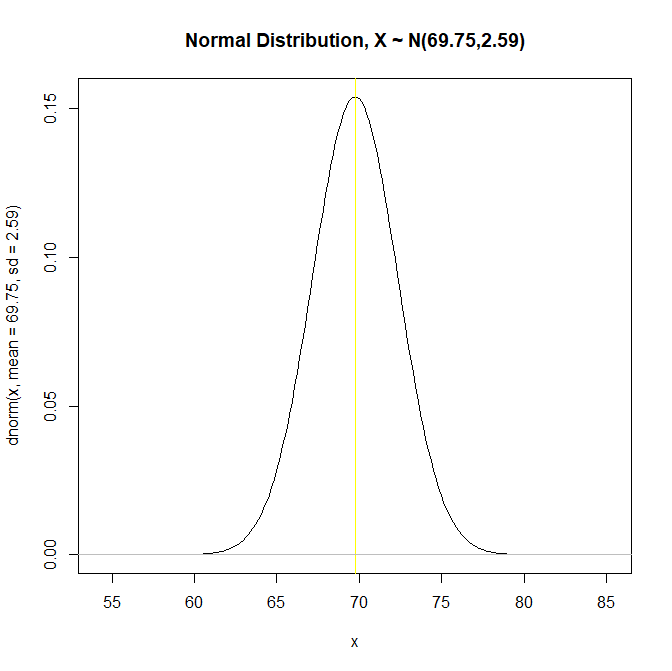 Normal Distribution, X ~ N(69.75,2.59)
dnorm(x, mean = 69.75, sd = 2.59)
0.15
0.10
0.05
0.00
55 60 65 70 75 80 85
x